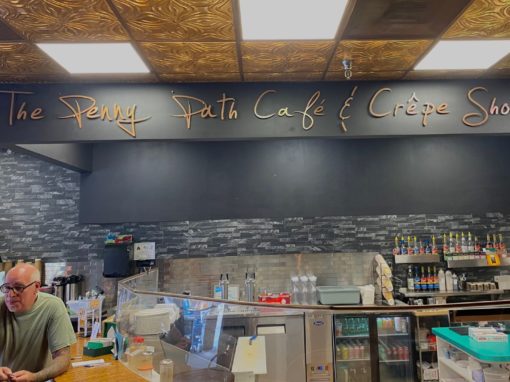 The Penny Path Café & Crêpe Sho